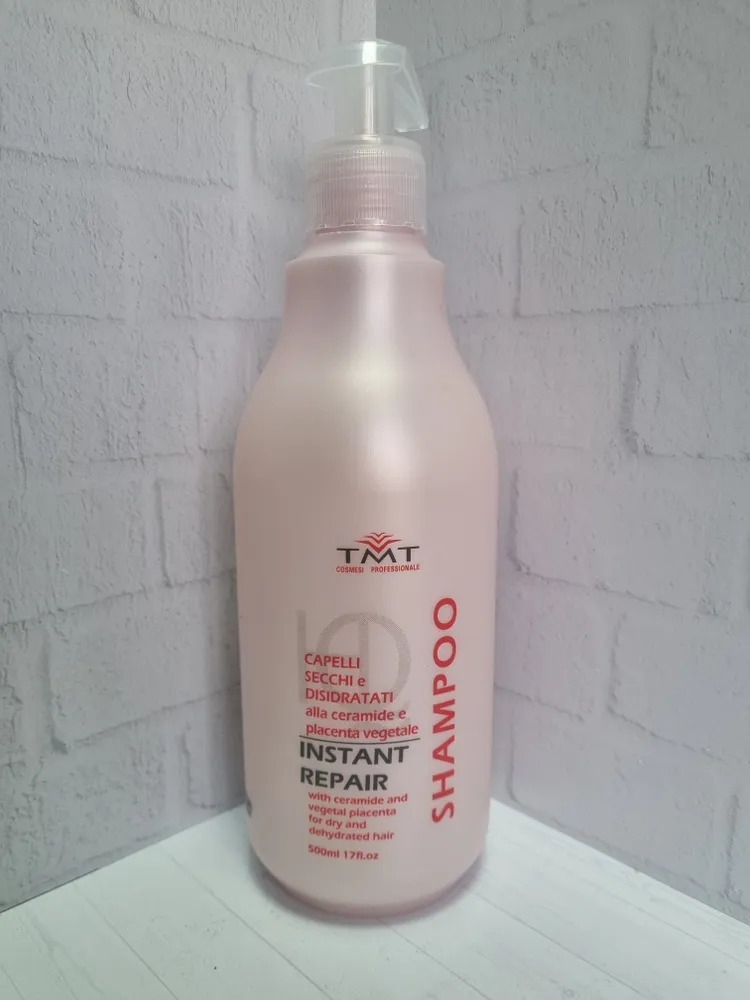 TMT
COSMESI PROFESSIONALE
CAPELLI
SECCHI e
DISIDRATATI
alla ceramide e
placenta vegetale
INSTANT
REPAIR
with ceramide and
vegetal placenta
for dry and
dehydrated hair
500ml 17fl.oz
SHAMPOO